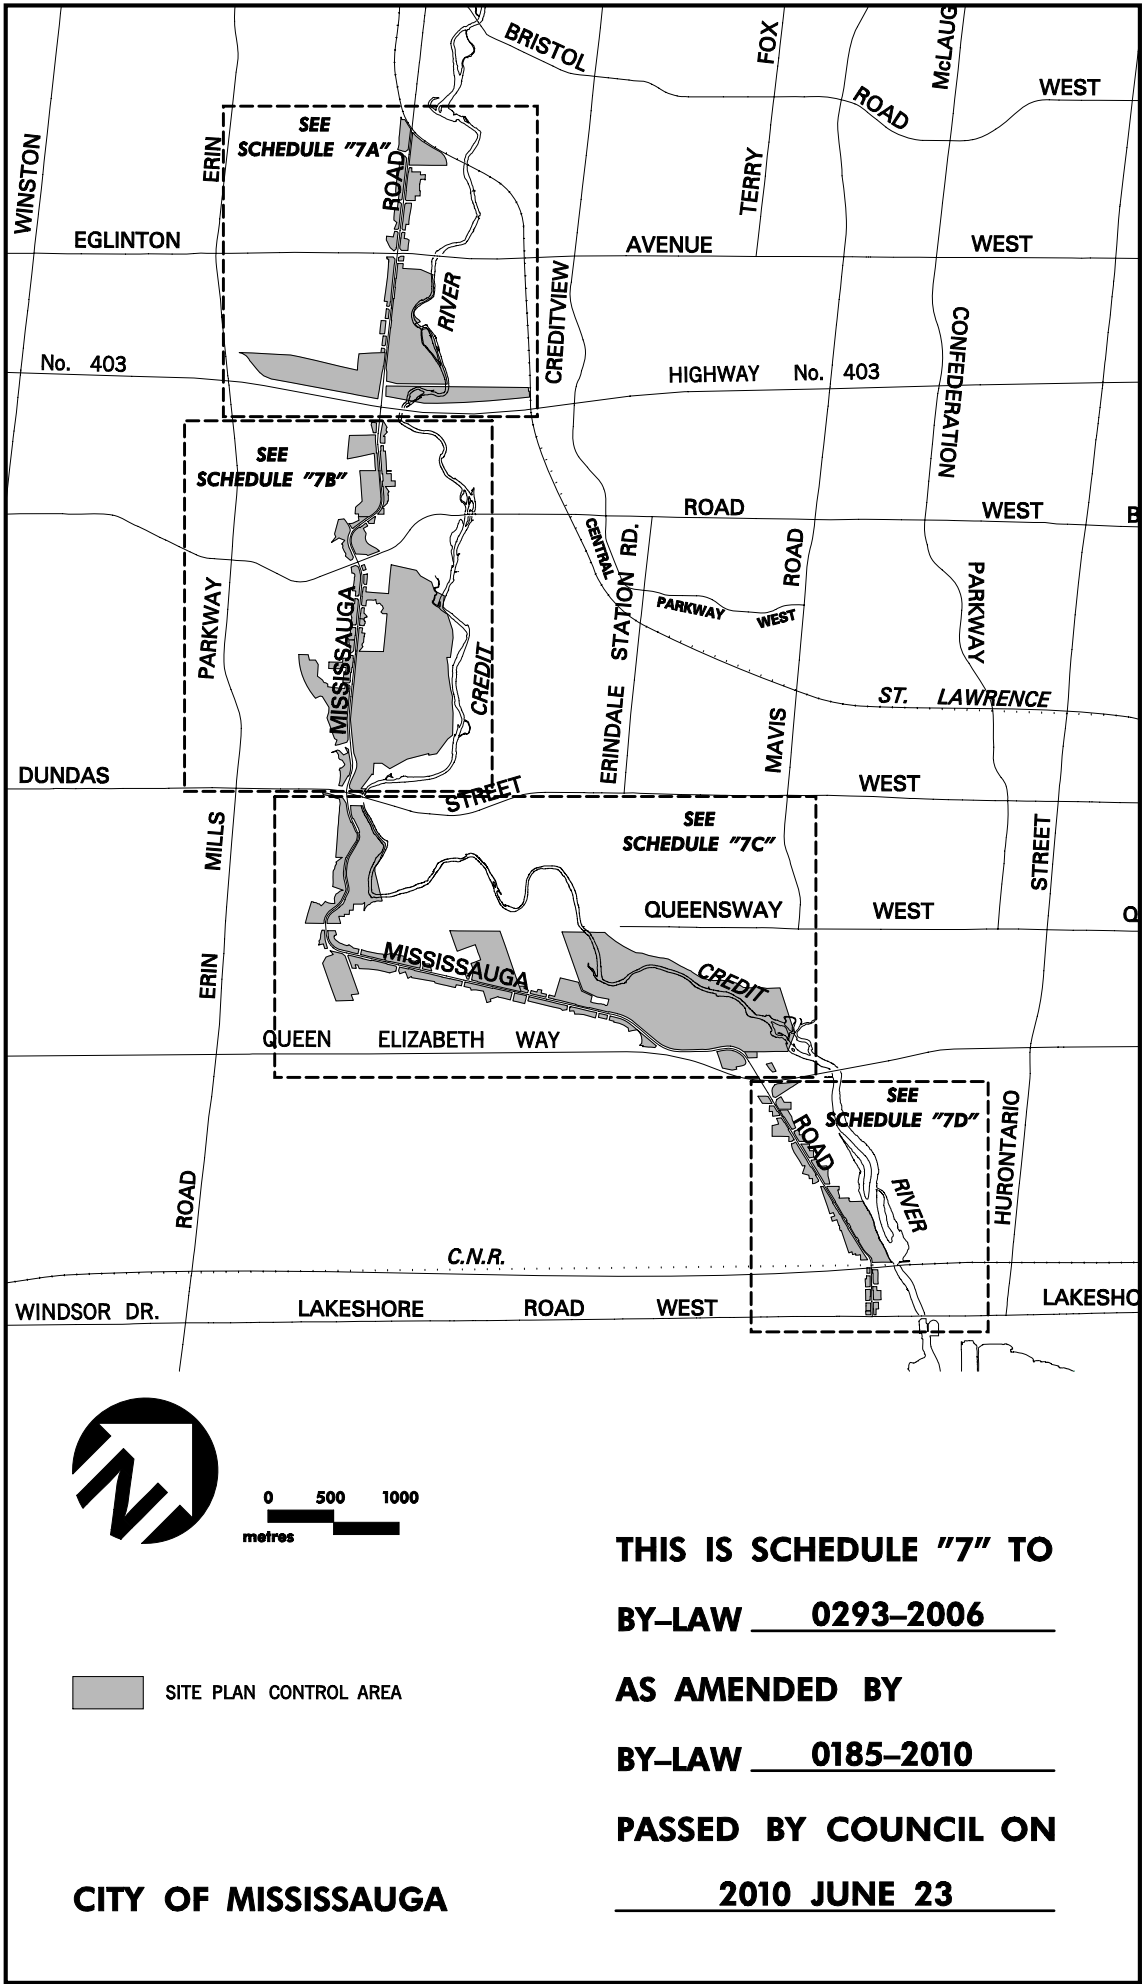 BRISTOL
ROAD
WEST
FOX
TERRY
McLAUG
SEE
SCHEDULE "7A"
WINSTON
ERIN
ROAD
EGLINTON
AVENUE
WEST
RIVER
CREDITVIEW
CONFEDERATION
No. 403
HIGHWAY No. 403
SEE
SCHEDULE "7B"
ROAD
WEST
B
CENTRAL
PARKWAY
WEST
STATION RD.
ERINDALE
ROAD
MAVIS
PARKWAY
PARKWAY
MISSISSAUGA
CREDIT
ST. LAWRENCE
DUNDAS
STREET
WEST
SEE
SCHEDULE "7C"
MILLS
STREET
QUEENSWAY
WEST
Q
MISSISSAUGA
CREDIT
ERIN
QUEEN ELIZABETH WAY
SEE
SCHEDULE "7D"
ROAD
RIVER
HURONTARIO
ROAD
C.N.R.
WINDSOR DR.
LAKESHORE ROAD WEST
LAKESHO
N
0 500 1000
metres
THIS IS SCHEDULE "7" TO
BY–LAW 0293–2006
SITE PLAN CONTROL AREA
AS AMENDED BY
BY–LAW 0185–2010
PASSED BY COUNCIL ON
CITY OF MISSISSAUGA
2010 JUNE 23